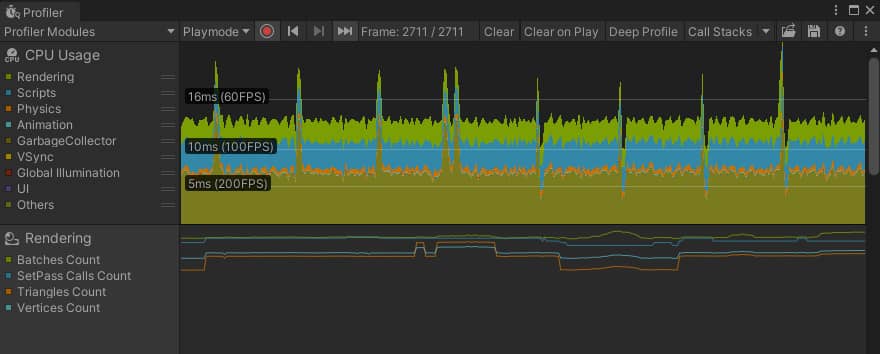 Profiler
Profiler Modules
Playmode
Frame: 2711 / 2711
Clear
Clear on Play
Deep Profile
Call Stacks
CPU Usage
CPU
Rendering
Scripts
Physics
Animation
GarbageCollector
VSync
Global Illumination
UI
Others
16ms (60FPS)
10ms (100FPS)
5ms (200FPS)
Rendering
Batches Count
SetPass Calls Count
Triangles Count
Vertices Count